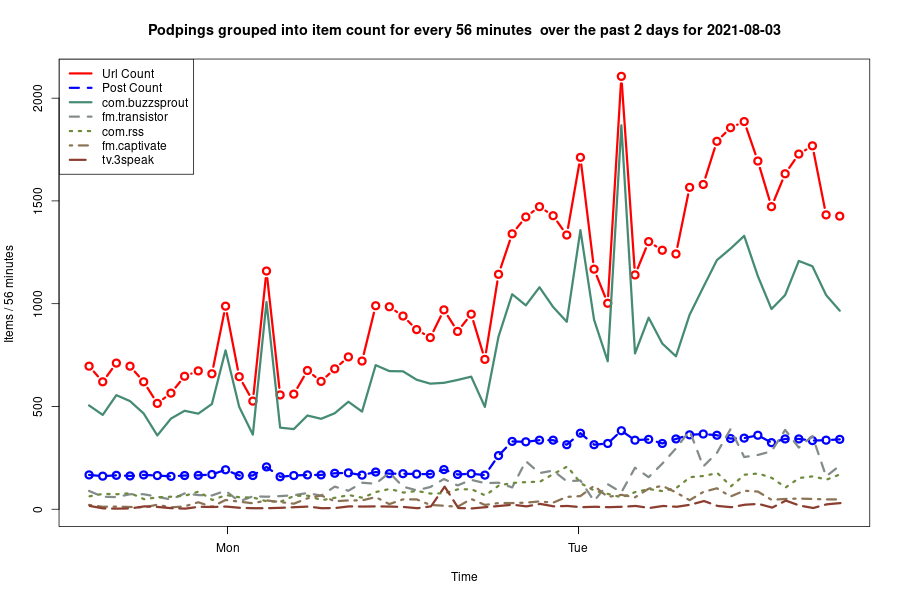 Podpings grouped into item count for every 56 minutes  over the past 2 days for 2021-08-03
Url Count
Post Count
com.buzzsprout
fm.transistor
com.rss
fm.captivate
tv.3speak
Items / 56 minutes
2000
1500
1000
500
0
Mon
Tue
Time